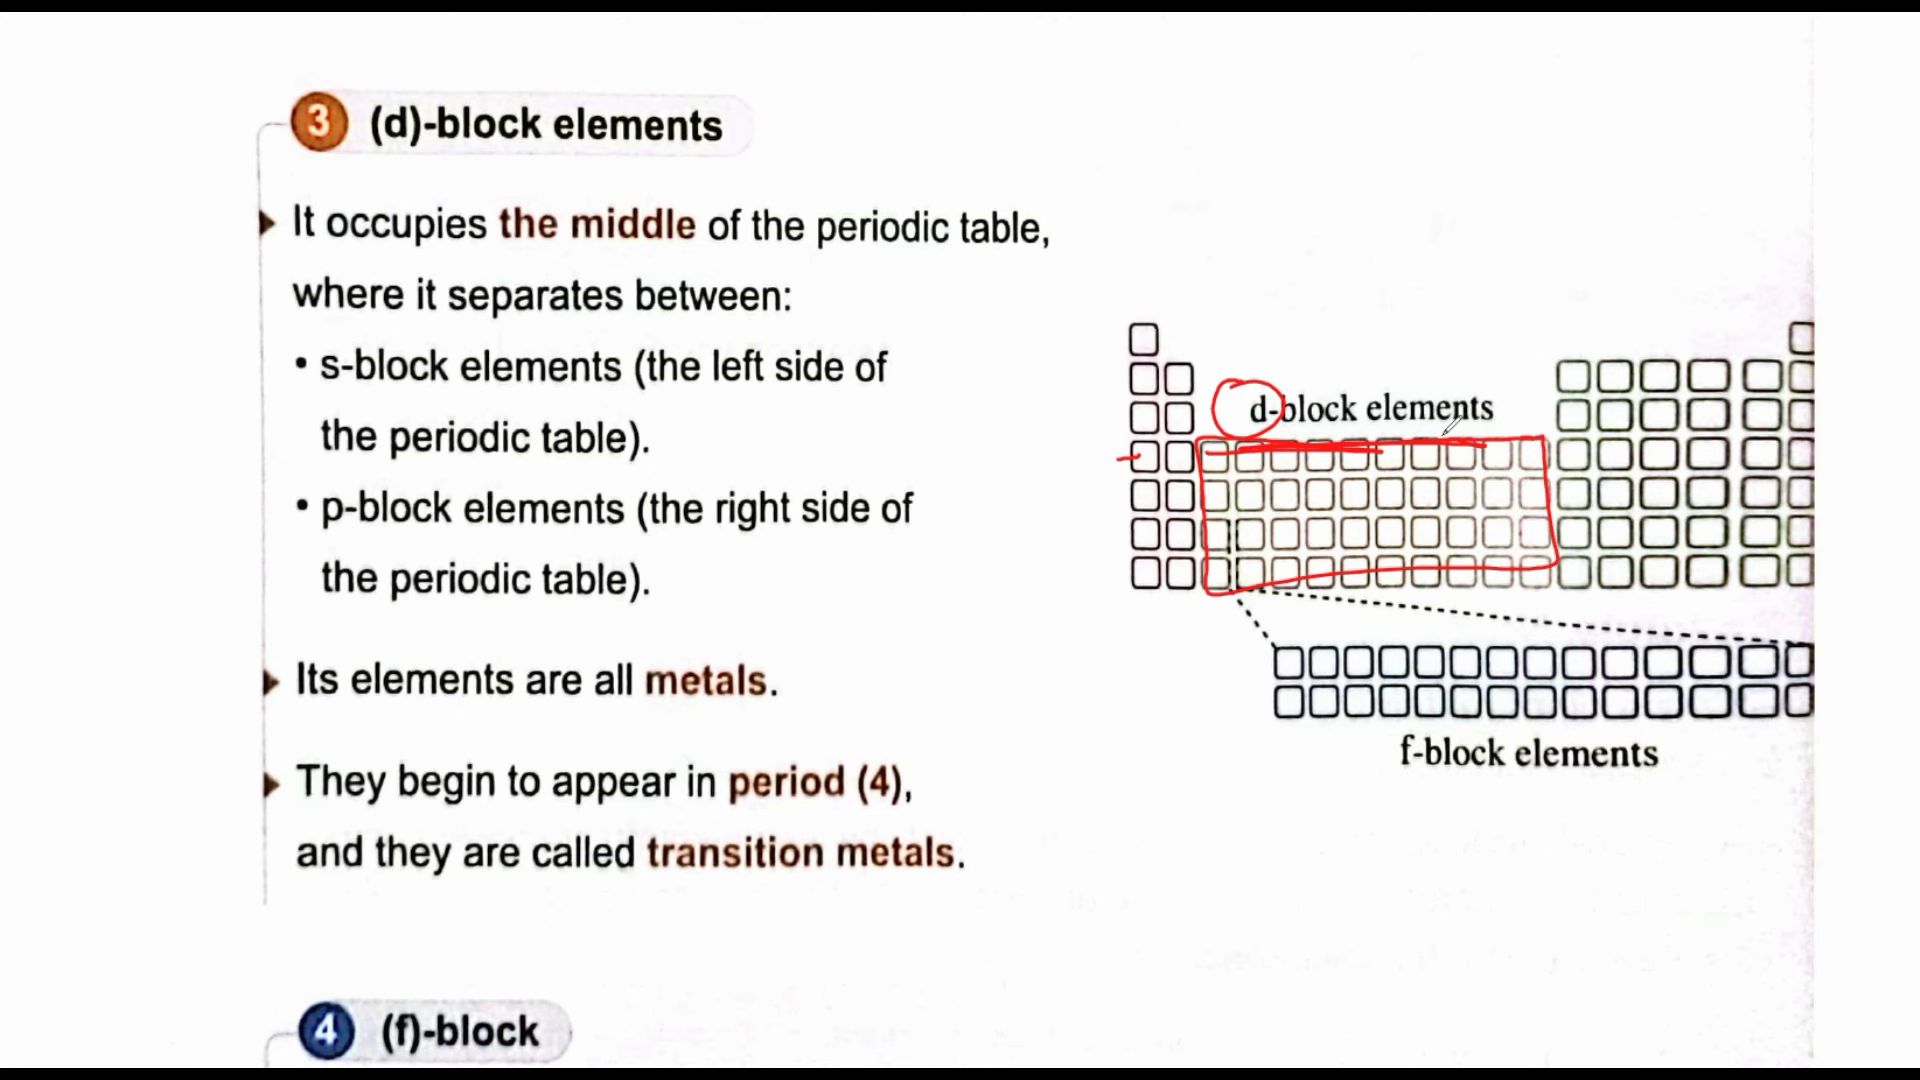 3 (d)-block elements
It occupies the middle of the periodic table,
where it separates between:
• s-block elements (the left side of
the periodic table).
• p-block elements (the right side of
the periodic table).
Its elements are all metals.
They begin to appear in period (4),
and they are called transition metals.
d-block elements
f-block elements
4 (f)-block